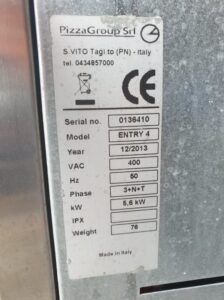 PizzaGroup Srl
S.VITO Tagl.to (PN) - Italy
tel. 0434857000
CE
Serial no. 0136410
Model ENTRY 4
Year 12/2013
VAC 400
Hz 50
Phase 3+N+T
kW 5,6 kW
IPX
Weight 76
Made in Italy